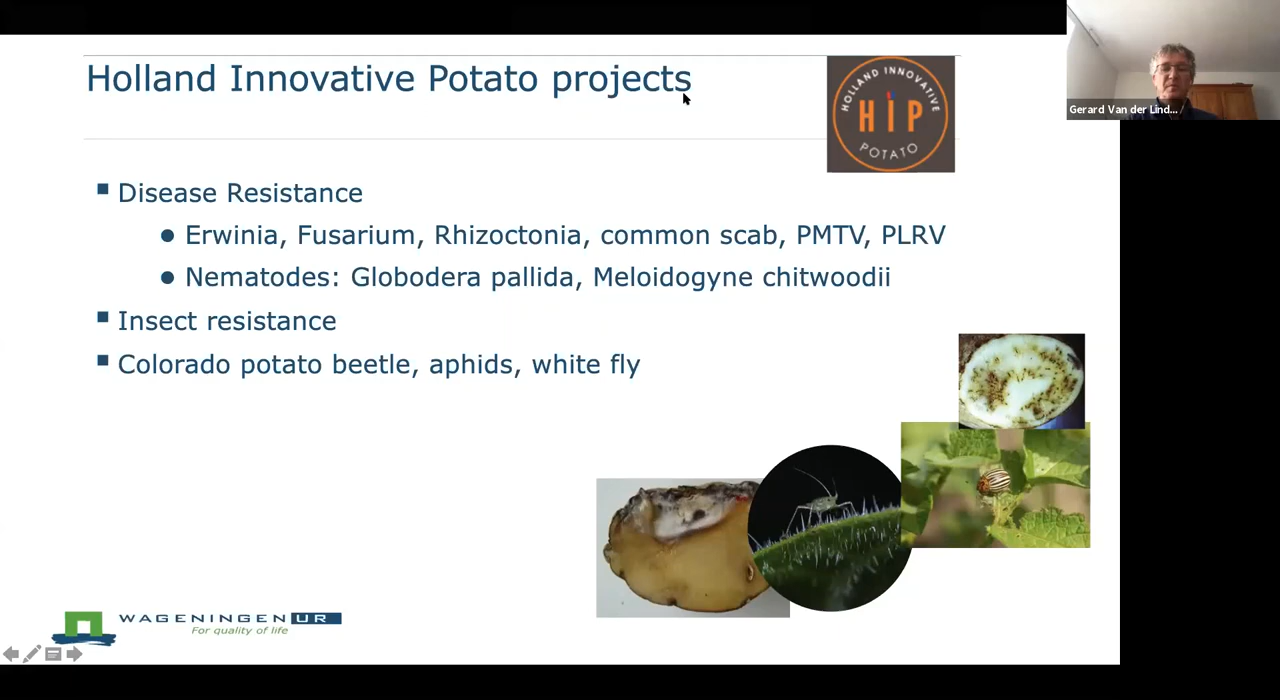 Holland Innovative Potato projects
HOLLAND INNOVATIVE
HIP
POTATO
Gerard Van der Lind...
Disease Resistance
Erwinia, Fusarium, Rhizoctonia, common scab, PMTV, PLRV
Nematodes: Globodera pallida, Meloidogyne chitwoodii
Insect resistance
Colorado potato beetle, aphids, white fly
WAGENINGEN UR
For quality of life